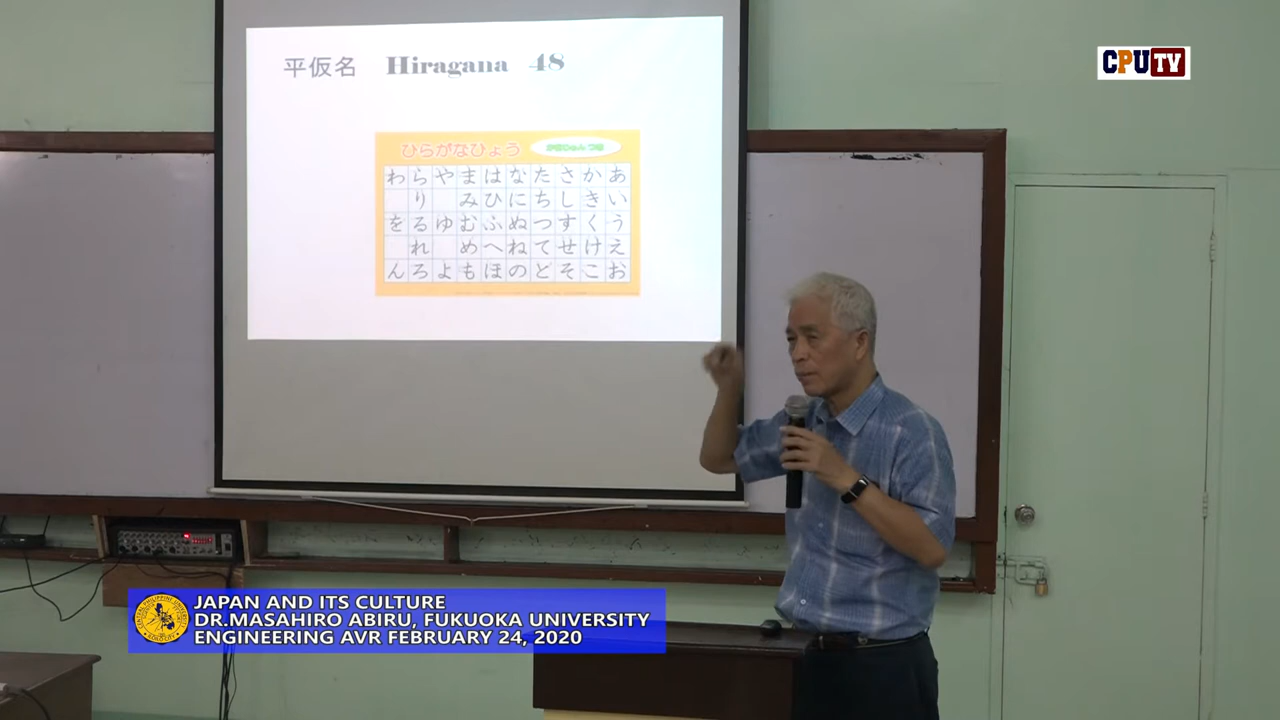 平仮名 Hiragana 48
CPUTV
ひらがなひょう
わらやまはなたさかあ
り みひにちしきい
をるゆむふぬつすくう
れ めへねてせけえ
んろよもほのとそこお
JAPAN AND ITS CULTURE
DR.MASAHIRO ABIRU, FUKUOKA UNIVERSITY
ENGINEERING AVR FEBRUARY 24, 2020